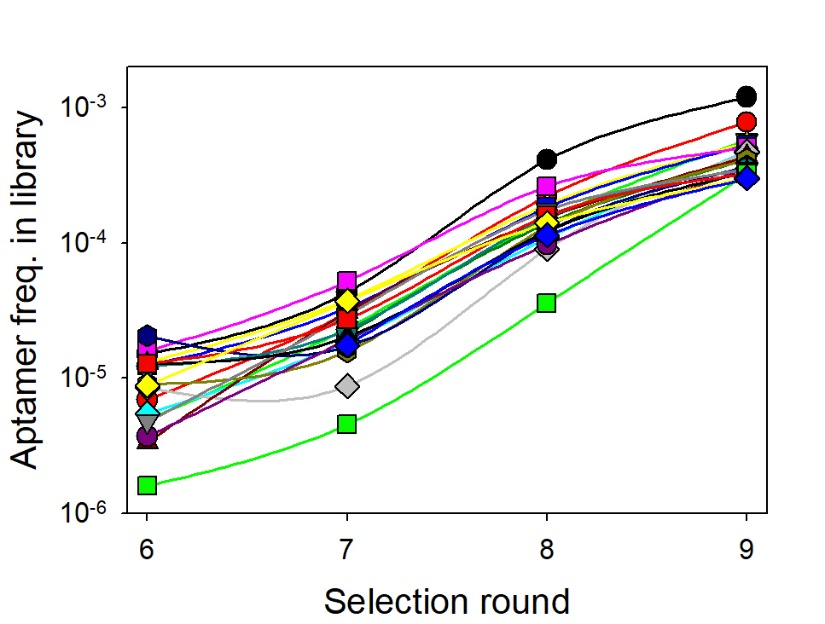 Aptamer freq. in library
10-3
10-4
10-5
10-6
6 7 8 9
Selection round